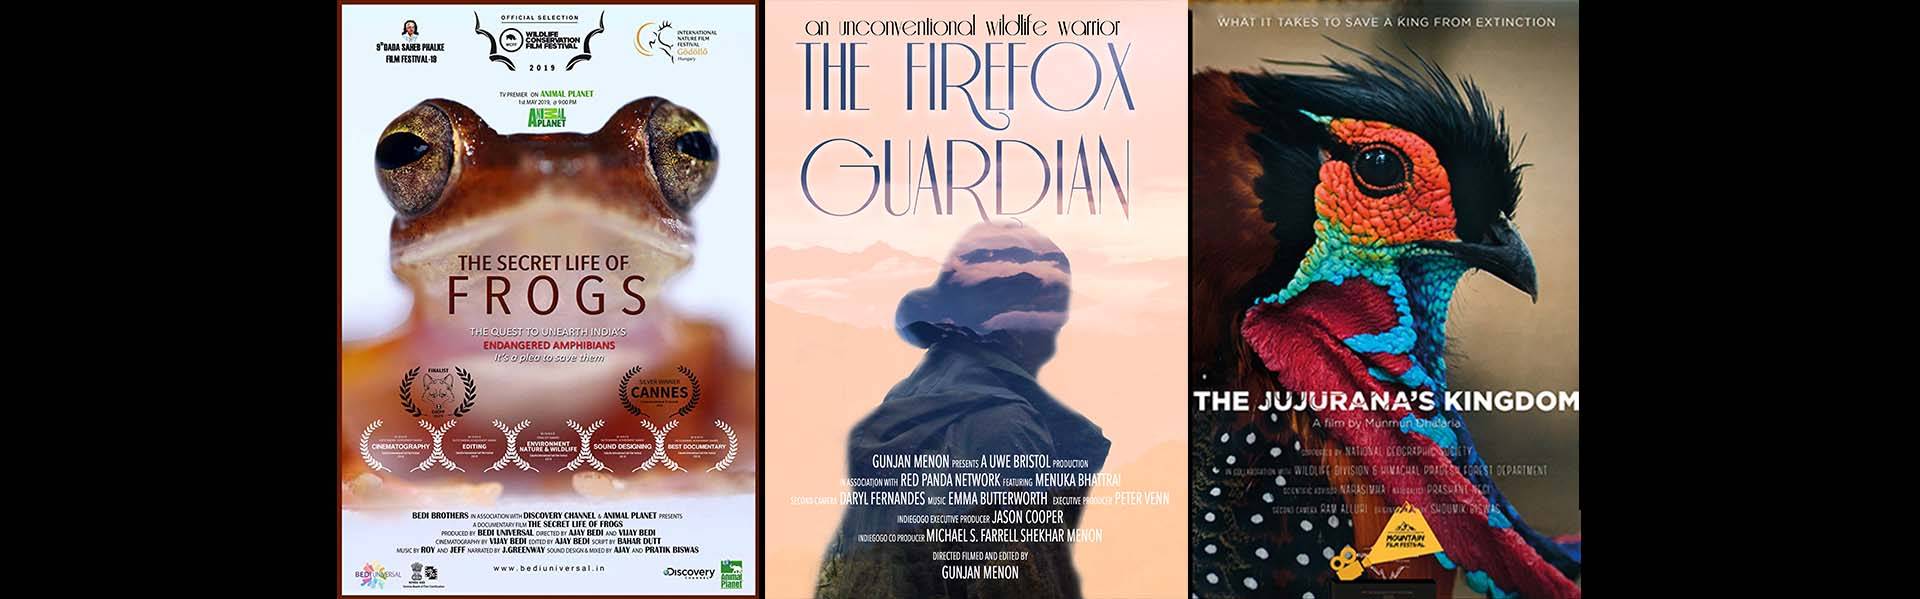 9th DADA SAHEB PHALKE
FILM FESTIVAL-19
OFFICIAL SELECTION
WCFF
WILDLIFE
CONSERVATION
FILM FESTIVAL
2019
INTERNATIONAL
NATURE FILM
FESTIVAL
Gödöllő
Hungary
TV PREMIER ON ANIMAL PLANET
1st MAY 2019, @ 9:00 PM
ANIMAL
PLANET
THE SECRET LIFE OF
FROGS
THE QUEST TO UNEARTH INDIA'S
ENDANGERED AMPHIBIANS
It's a plea to save them
FINALIST
SILVER WINNER
CANNES
WINNER
CINEMATOGRAPHY
WINNER
EDITING
ENVIRONMENT
NATURE & WILDLIFE
WINNER
SOUND DESIGNING
WINNER
BEST DOCUMENTARY
BEDI BROTHERS IN ASSOCIATION WITH DISCOVERY CHANNEL & ANIMAL PLANET PRESENTS
A DOCUMENTARY FILM THE SECRET LIFE OF FROGS
PRODUCED BY BEDI UNIVERSAL DIRECTED BY AJAY BEDI AND VIJAY BEDI
CINEMATOGRAPHY BY VIJAY BEDI EDITED BY AJAY BEDI SCRIPT BY BAHAR DUTT
MUSIC BY ROY AND JEFF NARRATED BY J.GREENWAY SOUND DESIGN & MIXED BY AJAY AND PRATIK BISWAS
www.bediuniversal.in
BEDI UNIVERSAL
Discovery
CHANNEL
Animal
Planet
an unconventional wildlife warrior
THE FIREFOX
GUARDIAN
GUNJAN MENON PRESENTS A UWE BRISTOL PRODUCTION
IN ASSOCIATION WITH RED PANDA NETWORK FEATURING MENUKA BHATTRAI
SECOND CAMERA DARYL FERNANDES MUSIC EMMA BUTTERWORTH EXECUTIVE PRODUCER PETER VENN
INDIEGOGO EXECUTIVE PRODUCER JASON COOPER
INDIEGOGO CO PRODUCER MICHAEL S. FARRELL SHEKHAR MENON
DIRECTED FILMED AND EDITED BY
GUNJAN MENON
WHAT IT TAKES TO SAVE A KING FROM EXTINCTION
THE JUJURANA'S KINGDOM
A film by Munmun Dhalaria
SUPPORTED BY NATIONAL GEOGRAPHIC SOCIETY
IN COLLABORATION WITH WILDLIFE DIVISION & HIMACHAL PRADESH FOREST DEPARTMENT
SCIENTIFIC ADVISOR NARASIMHA NATURALIST PRASHANT NEGI
SECOND CAMERA RAM ALLURI SHOUMIK BISWAS
MOUNTAIN
FILM FESTIVAL